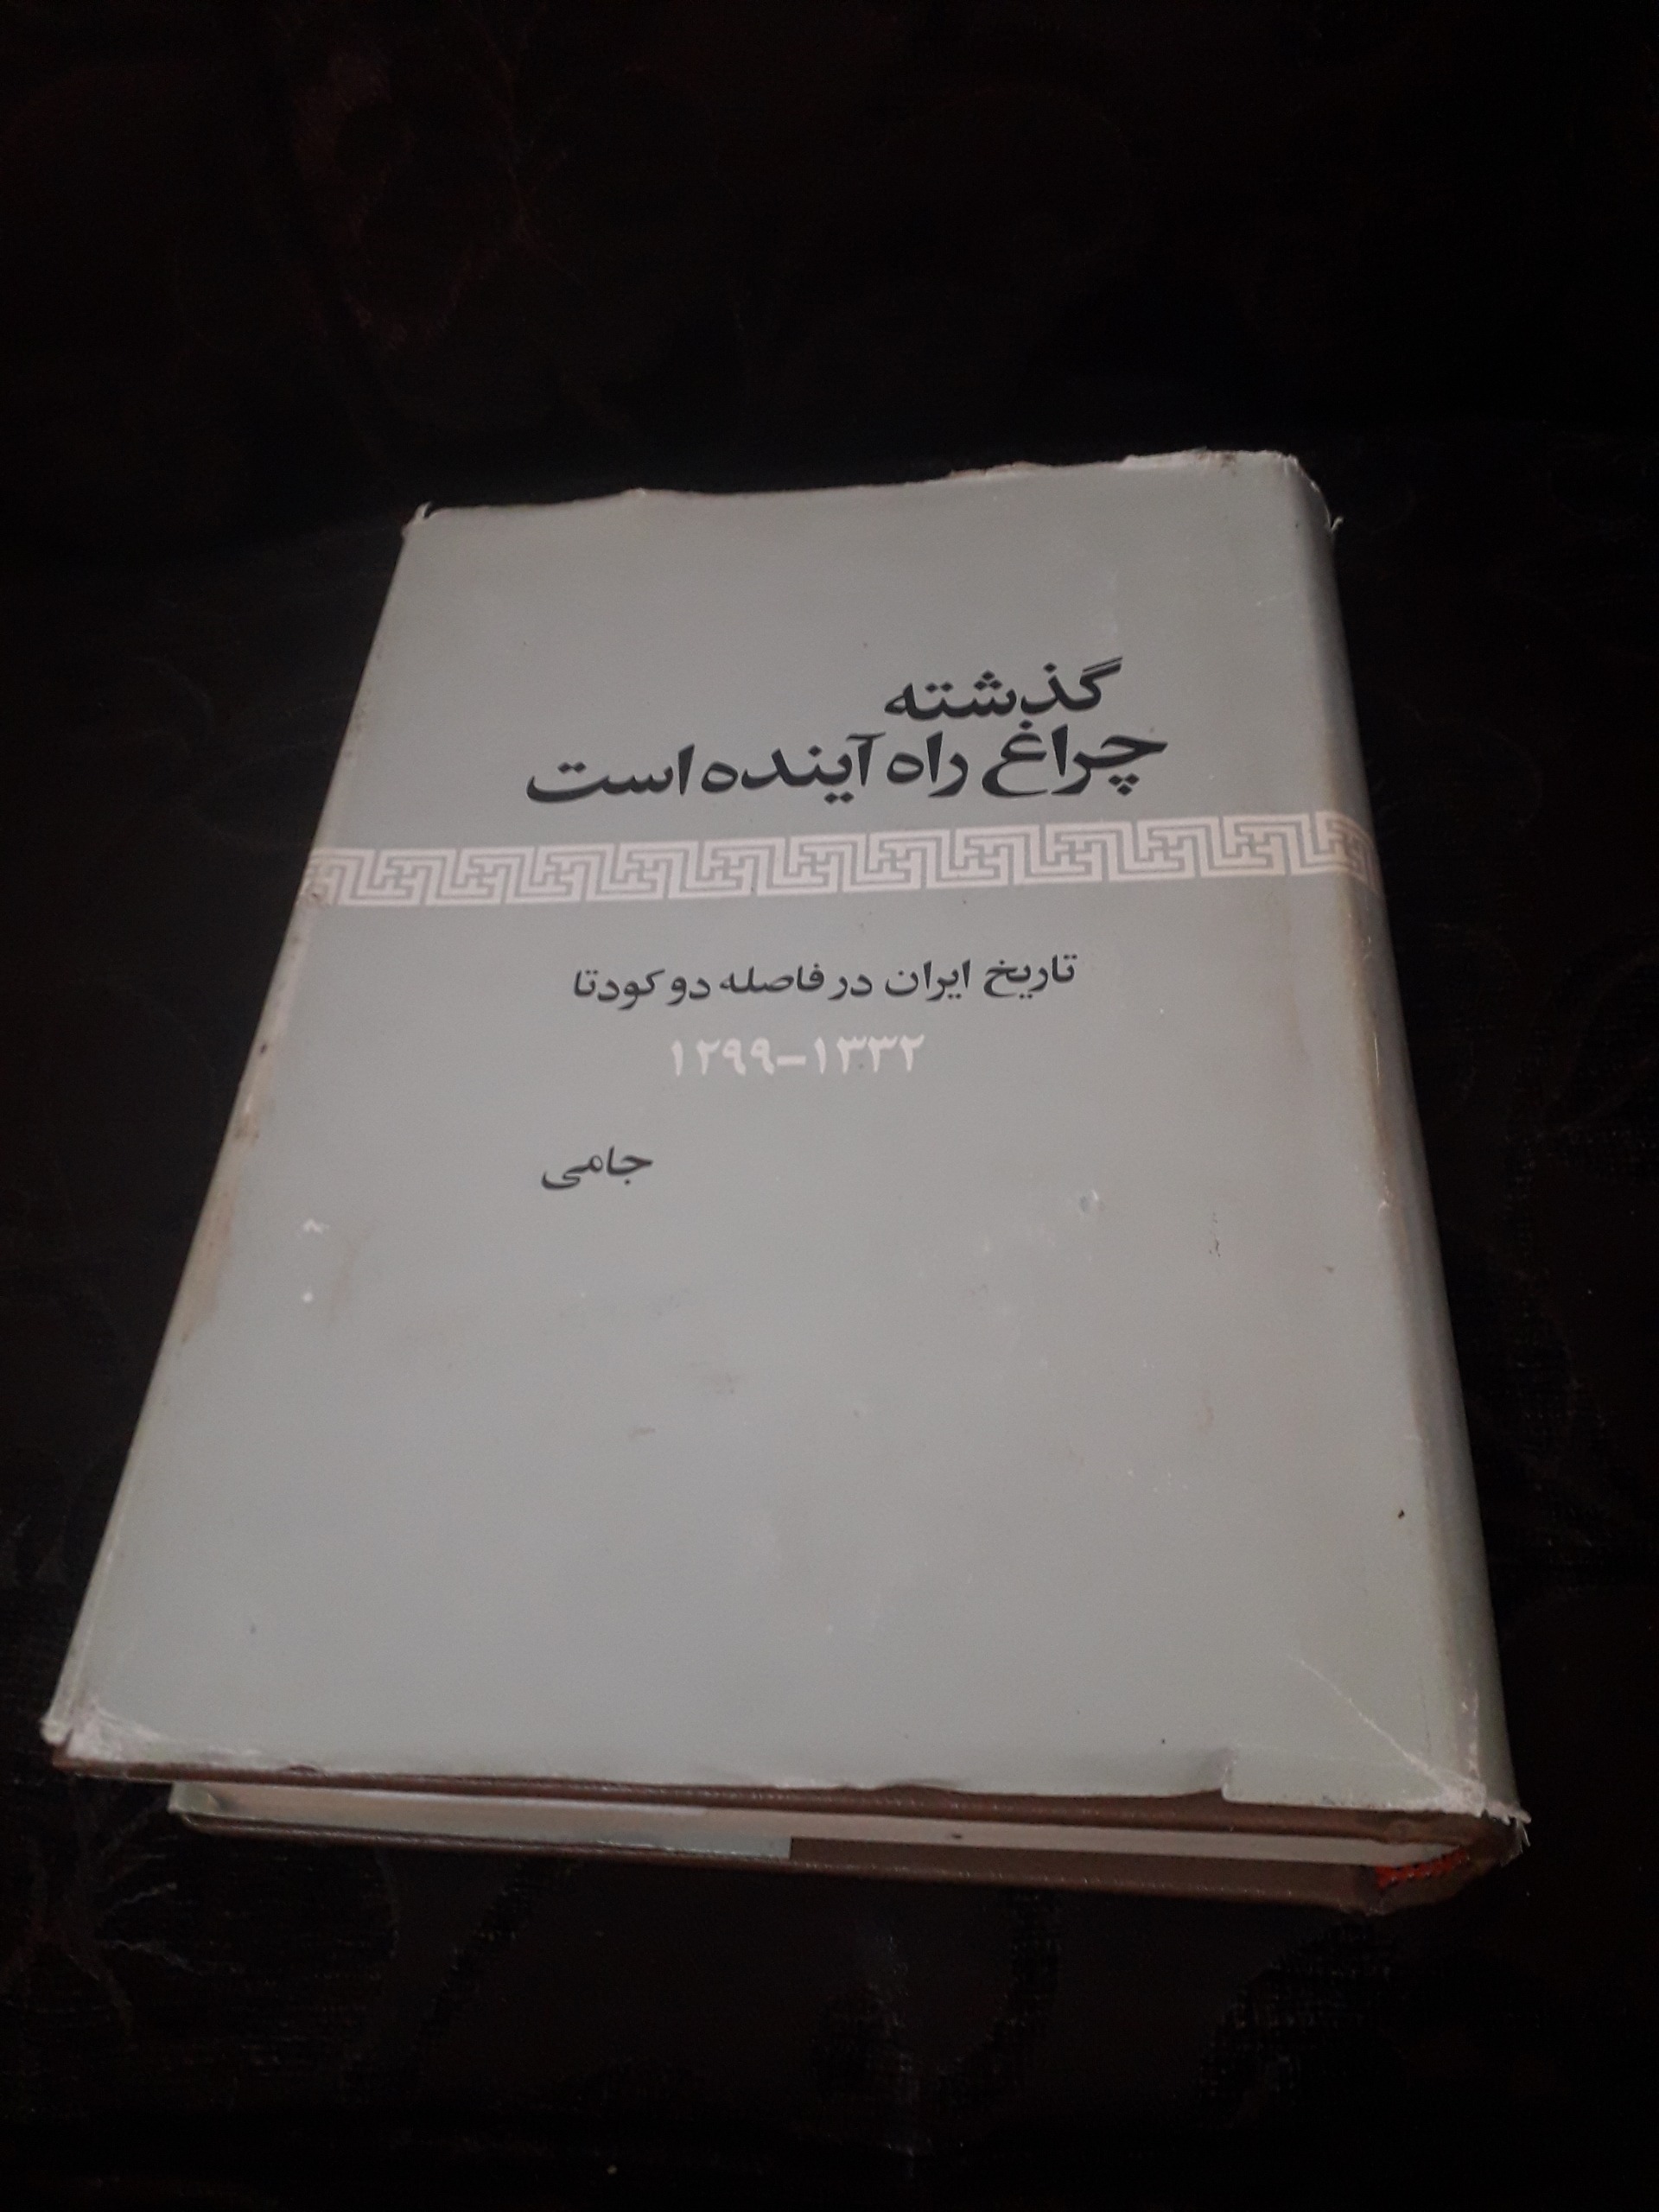 گذشته
چراغ راه آینده است
تاریخ ایران در فاصله دو کودتا
۱۲۹۹-۱۳۳۲
جامی